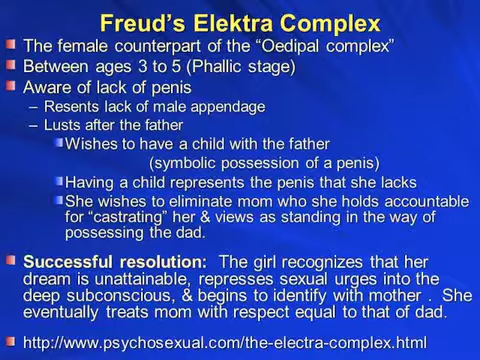 Freud's Elektra Complex
The female counterpart of the "Oedipal complex"
Between ages 3 to 5 (Phallic stage)
Aware of lack of penis
– Resents lack of male appendage
– Lusts after the father
Wishes to have a child with the father
(symbolic possession of a penis)
Having a child represents the penis that she lacks
She wishes to eliminate mom who she holds accountable
for "castrating" her & views as standing in the way of
possessing the dad.
Successful resolution: The girl recognizes that her
dream is unattainable, represses sexual urges into the
deep subconscious, & begins to identify with mother . She
eventually treats mom with respect equal to that of dad.
http://www.psychosexual.com/the-electra-complex.html